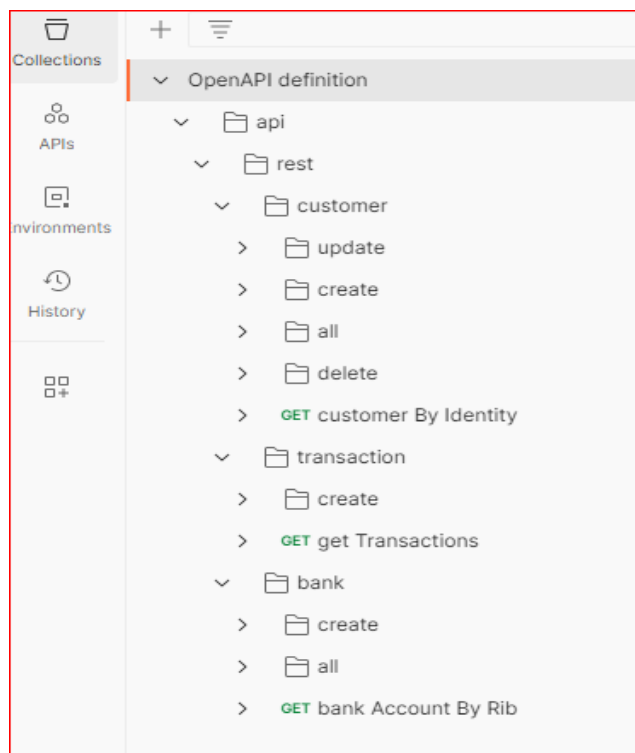 Collections
APIs
nvironments
History
OpenAPI definition
api
rest
customer
update
create
all
delete
GET customer By Identity
transaction
create
GET get Transactions
bank
create
all
GET bank Account By Rib